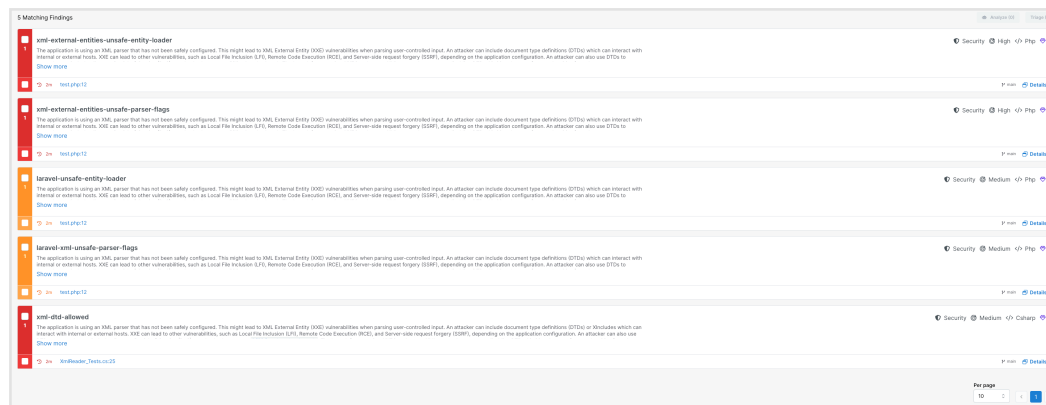 5 Matching Findings
Analyze (0)
Triage
xml-external-entities-unsafe-entity-loader
Security High Php
1
The application is using an XML parser that has not been safely configured. This might lead to XML External Entity (XXE) vulnerabilities when parsing user-controlled input. An attacker can include document type definitions (DTDs) which can interact with
internal or external hosts. XXE can lead to other vulnerabilities, such as Local File Inclusion (LFI), Remote Code Execution (RCE), and Server-side request forgery (SSRF), depending on the application configuration. An attacker can also use DTDs to
Show more
2m test.php:12
main Details
xml-external-entities-unsafe-parser-flags
Security High Php
1
The application is using an XML parser that has not been safely configured. This might lead to XML External Entity (XXE) vulnerabilities when parsing user-controlled input. An attacker can include document type definitions (DTDs) which can interact with
internal or external hosts. XXE can lead to other vulnerabilities, such as Local File Inclusion (LFI), Remote Code Execution (RCE), and Server-side request forgery (SSRF), depending on the application configuration. An attacker can also use DTDs to
Show more
2m test.php:12
main Details
laravel-unsafe-entity-loader
Security Medium Php
1
The application is using an XML parser that has not been safely configured. This might lead to XML External Entity (XXE) vulnerabilities when parsing user-controlled input. An attacker can include document type definitions (DTDs) which can interact with
internal or external hosts. XXE can lead to other vulnerabilities, such as Local File Inclusion (LFI), Remote Code Execution (RCE), and Server-side request forgery (SSRF), depending on the application configuration. An attacker can also use DTDs to
Show more
2m test.php:12
main Details
laravel-xml-unsafe-parser-flags
Security Medium Php
1
The application is using an XML parser that has not been safely configured. This might lead to XML External Entity (XXE) vulnerabilities when parsing user-controlled input. An attacker can include document type definitions (DTDs) which can interact with
internal or external hosts. XXE can lead to other vulnerabilities, such as Local File Inclusion (LFI), Remote Code Execution (RCE), and Server-side request forgery (SSRF), depending on the application configuration. An attacker can also use DTDs to
Show more
2m test.php:12
main Details
xml-dtd-allowed
Security Medium Csharp
1
The application is using an XML parser that has not been safely configured. This might lead to XML External Entity (XXE) vulnerabilities when parsing user-controlled input. An attacker can include document type definitions (DTDs) or XIncludes which can
interact with internal or external hosts. XXE can lead to other vulnerabilities, such as Local File Inclusion (LFI), Remote Code Execution (RCE), and Server-side request forgery (SSRF), depending on the application configuration. An attacker can also use
Show more
2m XmlReader_Tests.cs:25
main Details
Per page
10
1